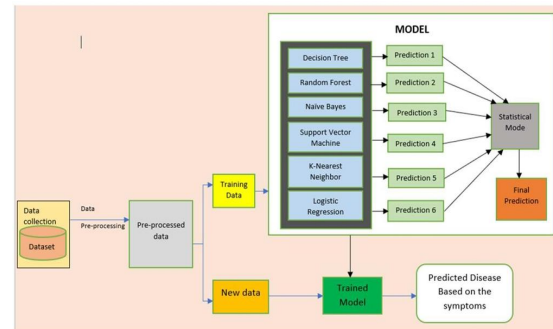 MODEL
Decision Tree
Prediction 1
Random Forest
Prediction 2
Naïve Bayes
Prediction 3
Statistical
Mode
Support Vector
Machine
Prediction 4
K-Nearest
Neighbor
Prediction 5
Logistic
Regression
Prediction 6
Final
Prediction
Training
Data
Data
collection
Dataset
Data
Pre-processing
Pre-processed
data
New data
Trained
Model
Predicted Disease
Based on the
symptoms